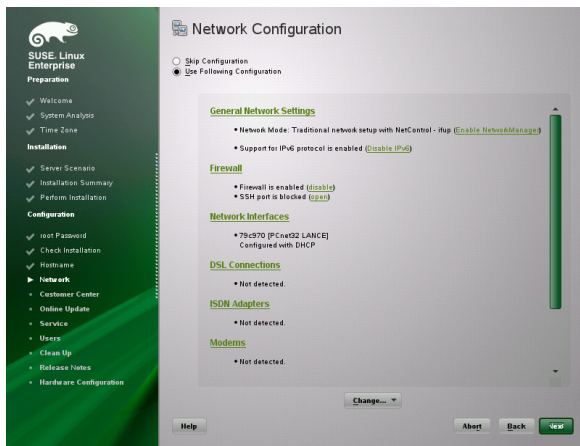 SUSE. Linux
Enterprise
Preparation
Welcome
System Analysis
Time Zone
Installation
Server Scenario
Installation Summary
Perform Installation
Configuration
root Password
Check Installation
Hostname
Network
Customer Center
Online Update
Service
Users
Clean Up
Release Notes
Hardware Configuration
Network Configuration
Skip Configuration
Use Following Configuration
General Network Settings
• Network Mode: Traditional network setup with NetControl - ifup (Enable NetworkManager)
• Support for IPv6 protocol is enabled (Disable IPv6)
Firewall
• Firewall is enabled (disable)
• SSH port is blocked (open)
Network Interfaces
• 79c970 [PCnet32 LANCE]
Configured with DHCP
DSL Connections
• Not detected.
ISDN Adapters
• Not detected.
Modems
• Not detected.
Change...
Help
Abort
Back
Next